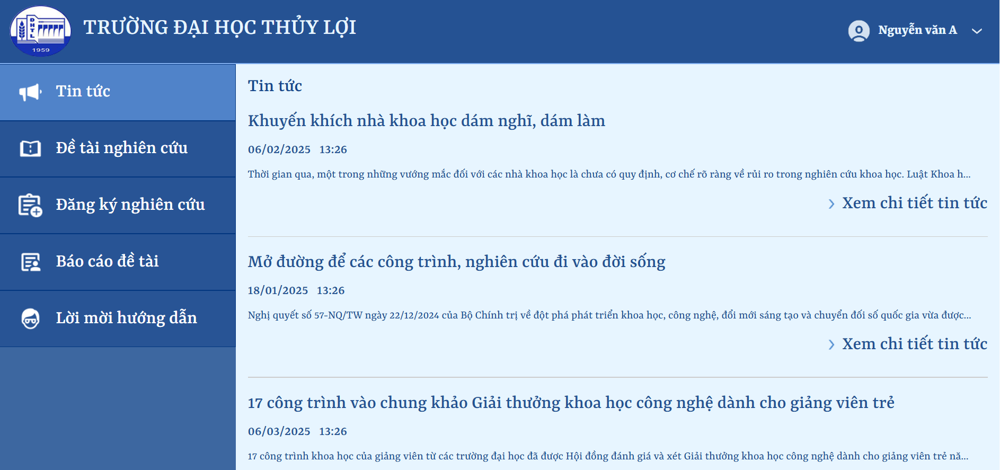 ĐHTL
1959
TRƯỜNG ĐẠI HỌC THỦY LỢI
Nguyễn văn A
Tin tức
Đề tài nghiên cứu
Đăng ký nghiên cứu
Báo cáo đề tài
Lời mời hướng dẫn
Tin tức
Khuyến khích nhà khoa học dám nghĩ, dám làm
06/02/2025 13:26
Thời gian qua, một trong những vướng mắc đối với các nhà khoa học là chưa có quy định, cơ chế rõ ràng về rủi ro trong nghiên cứu khoa học. Luật Khoa h...
Xem chi tiết tin tức
Mở đường để các công trình, nghiên cứu đi vào đời sống
18/01/2025 13:26
Nghị quyết số 57-NQ/TW ngày 22/12/2024 của Bộ Chính trị về đột phá phát triển khoa học, công nghệ, đổi mới sáng tạo và chuyển đối số quốc gia vừa được...
Xem chi tiết tin tức
17 công trình vào chung khảo Giải thưởng khoa học công nghệ dành cho giảng viên trẻ
06/03/2025 13:26
17 công trình khoa học của giảng viên từ các trường đại học đã được Hội đồng đánh giá và xét Giải thưởng khoa học công nghệ dành cho giảng viên trẻ nă...